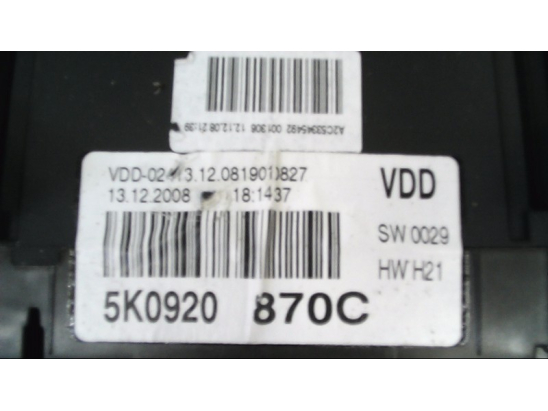 A2C53345492 001306 12.12.08 21:39
VDD-02 13.12.0819010827
VDD
13.12.2008 18:1437
SW 0029
HW H21
5K0920 870C